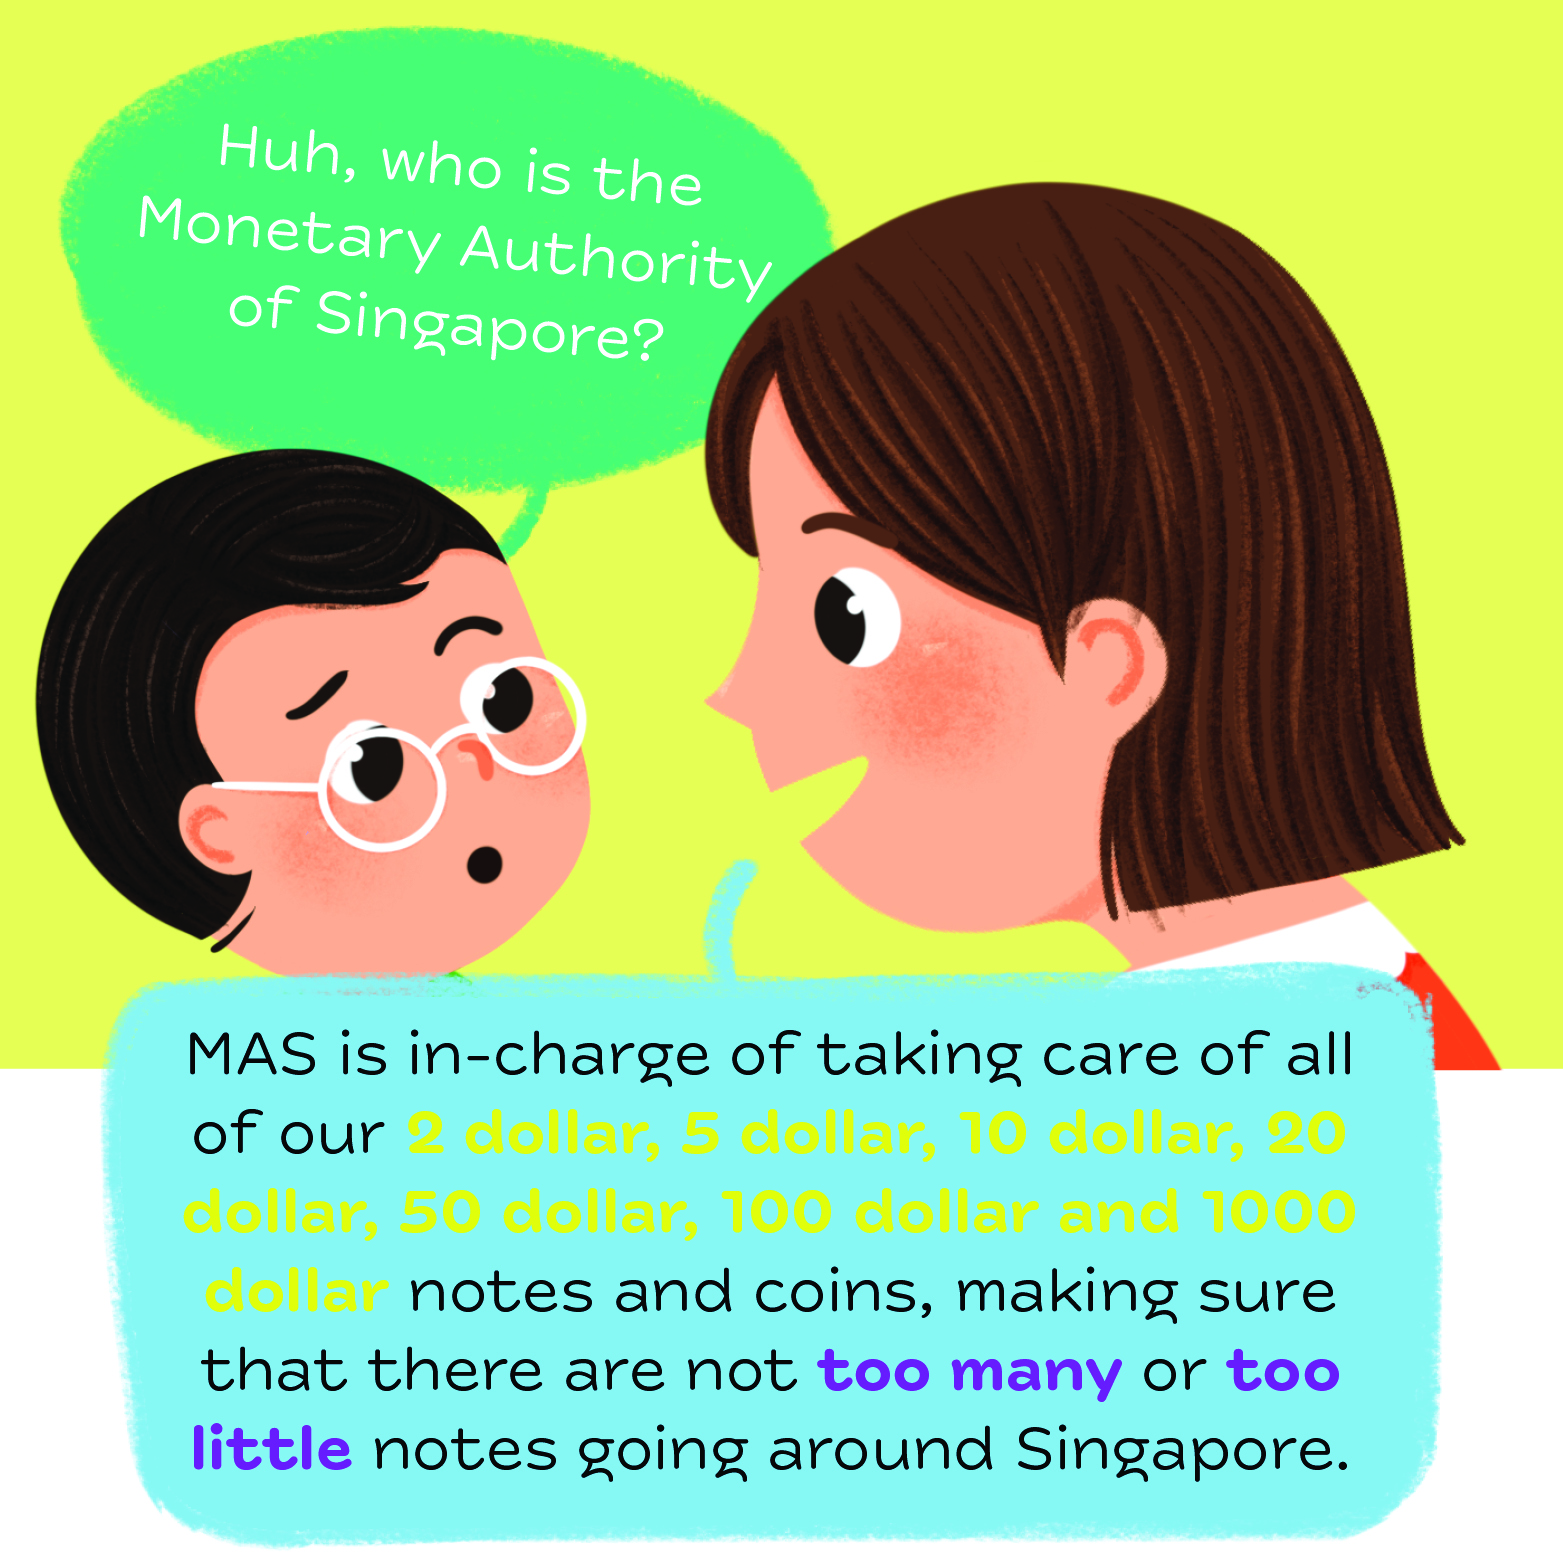 Huh, who is the
Monetary Authority
of Singapore?
MAS is in-charge of taking care of all
of our 2 dollar, 5 dollar, 10 dollar, 20
dollar, 50 dollar, 100 dollar and 1000
dollar notes and coins, making sure
that there are not too many or too
little notes going around Singapore.